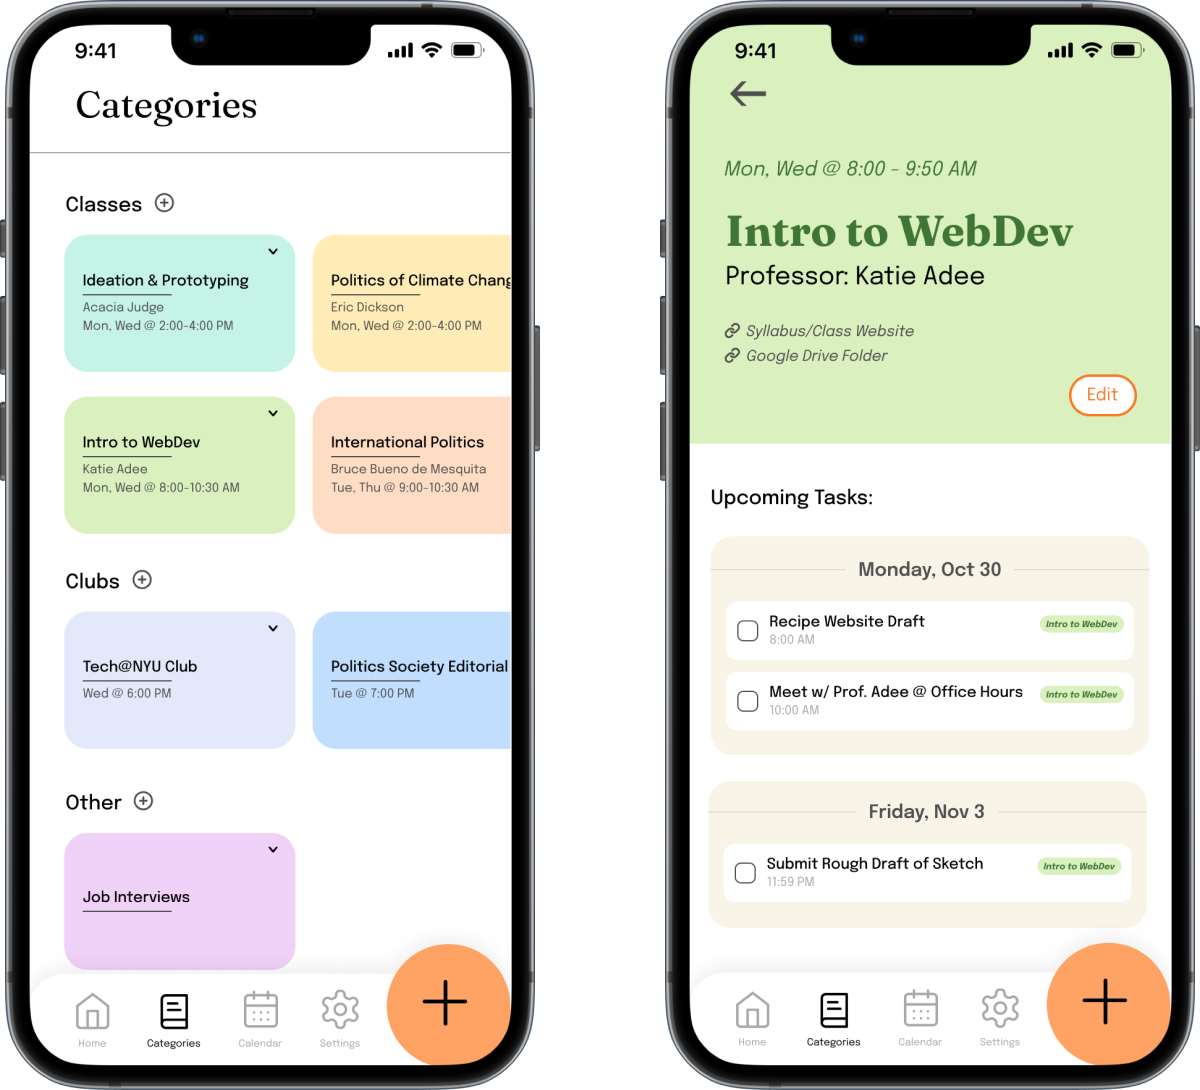 9:41
Categories
Classes
Ideation & Prototyping
Acacia Judge
Mon, Wed @ 2:00-4:00 PM
Politics of Climate Chang
Eric Dickson
Mon, Wed @ 2:00-4:00 PM
Intro to WebDev
Katie Adee
Mon, Wed @ 8:00-10:30 AM
International Politics
Bruce Bueno de Mesquita
Tue, Thu @ 9:00-10:30 AM
Clubs
Tech@NYU Club
Wed @ 6:00 PM
Politics Society Editorial
Tue @ 7:00 PM
Other
Job Interviews
Home
Categories
Calendar
Settings
9:41
Mon, Wed @ 8:00 - 9:50 AM
Intro to WebDev
Professor: Katie Adee
Syllabus/Class Website
Google Drive Folder
Edit
Upcoming Tasks:
Monday, Oct 30
Recipe Website Draft
Intro to WebDev
8:00 AM
Meet w/ Prof. Adee @ Office Hours
Intro to WebDev
10:00 AM
Friday, Nov 3
Submit Rough Draft of Sketch
Intro to WebDev
11:59 PM
Home
Categories
Calendar
Settings